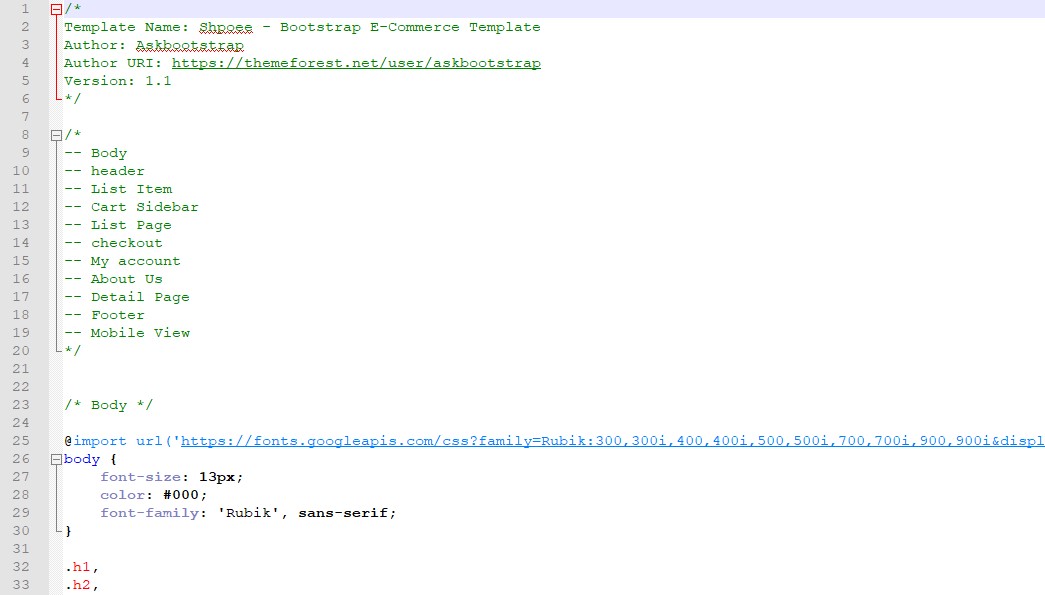 1 /*
2 Template Name: Shpoee - Bootstrap E-Commerce Template
3 Author: Askbootstrap
4 Author URI: https://themeforest.net/user/askbootstrap
5 Version: 1.1
6 */
7
8 /*
9 -- Body
10 -- header
11 -- List Item
12 -- Cart Sidebar
13 -- List Page
14 -- checkout
15 -- My account
16 -- About Us
17 -- Detail Page
18 -- Footer
19 -- Mobile View
20 */
21
22
23 /* Body */
24
25 @import url('https://fonts.googleapis.com/css?family=Rubik:300,300i,400,400i,500,500i,700,700i,900,900i&displ
26 body {
27 font-size: 13px;
28 color: #000;
29 font-family: 'Rubik', sans-serif;
30 }
31
32 .h1,
33 .h2,